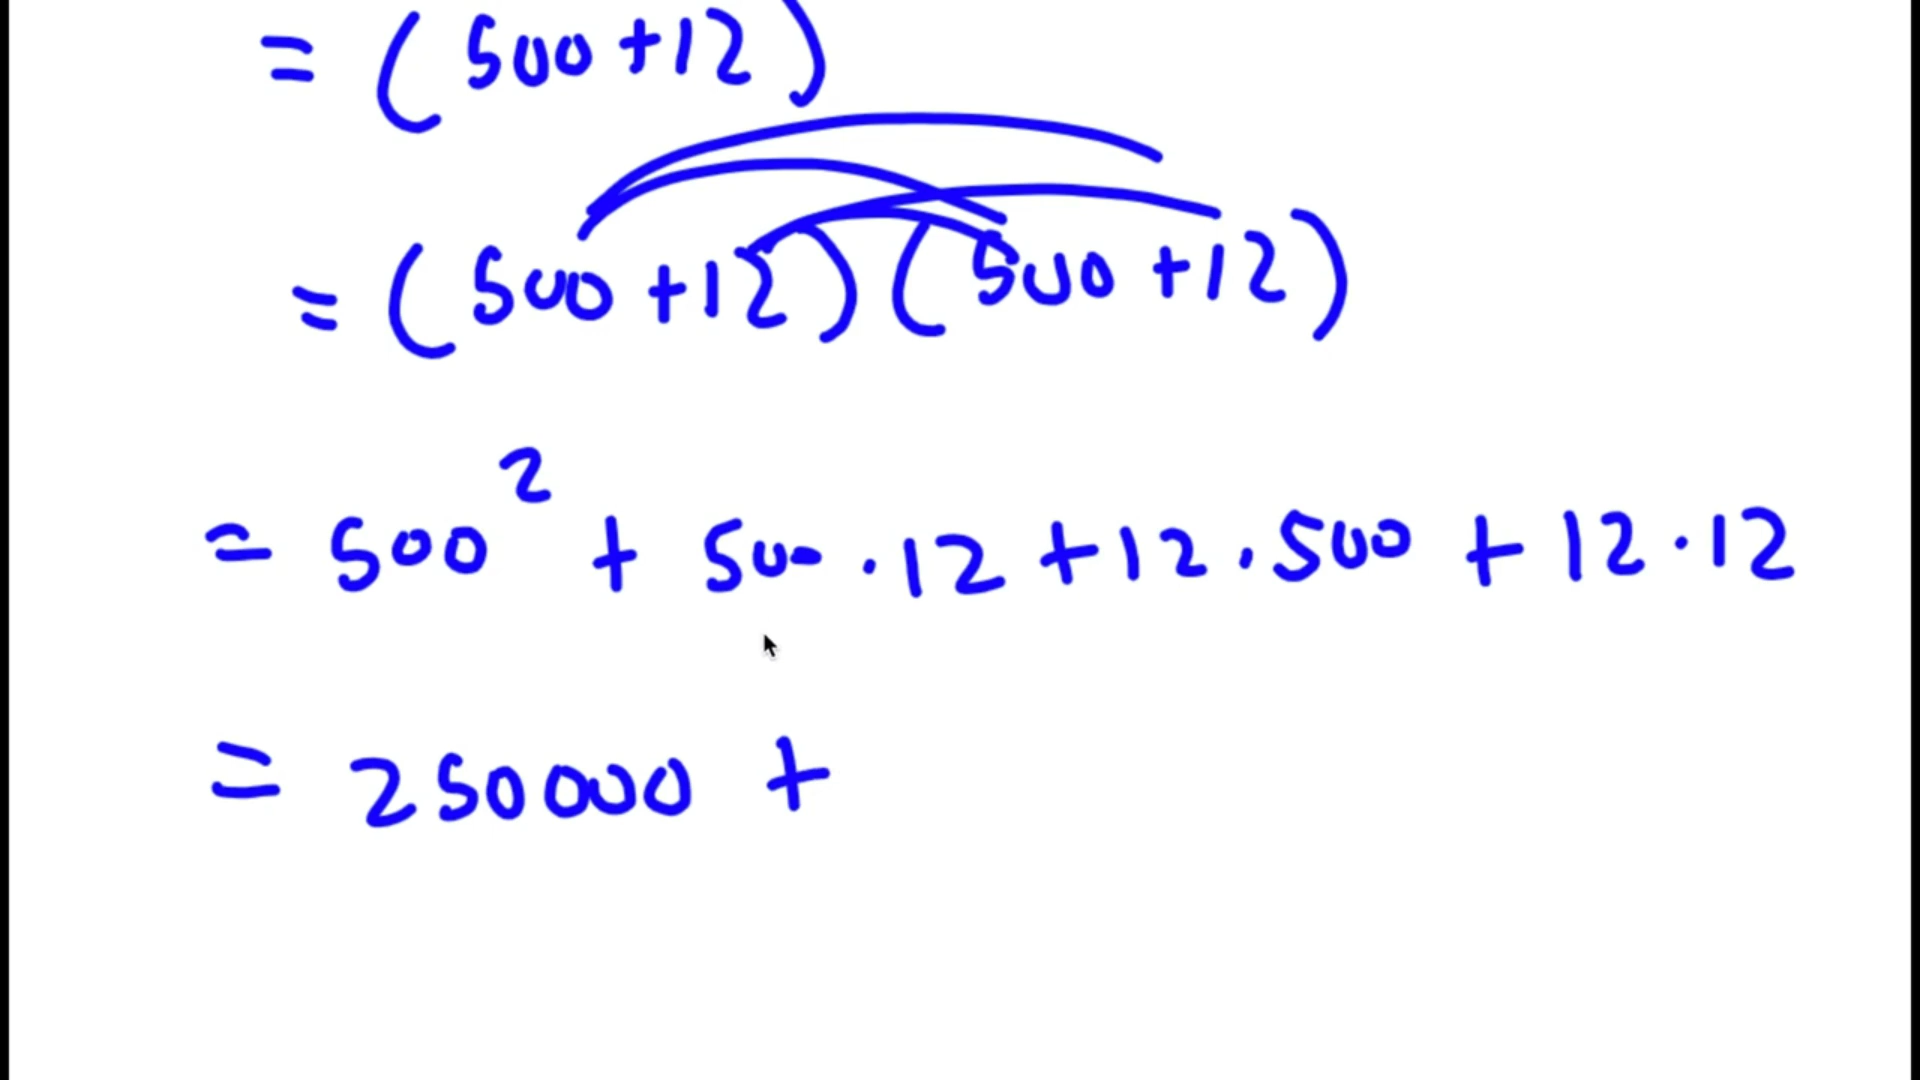 = (500+12)
= (500+12)(500+12)
= 500² + 500·12+12·500 + 12·12
= 250000 +